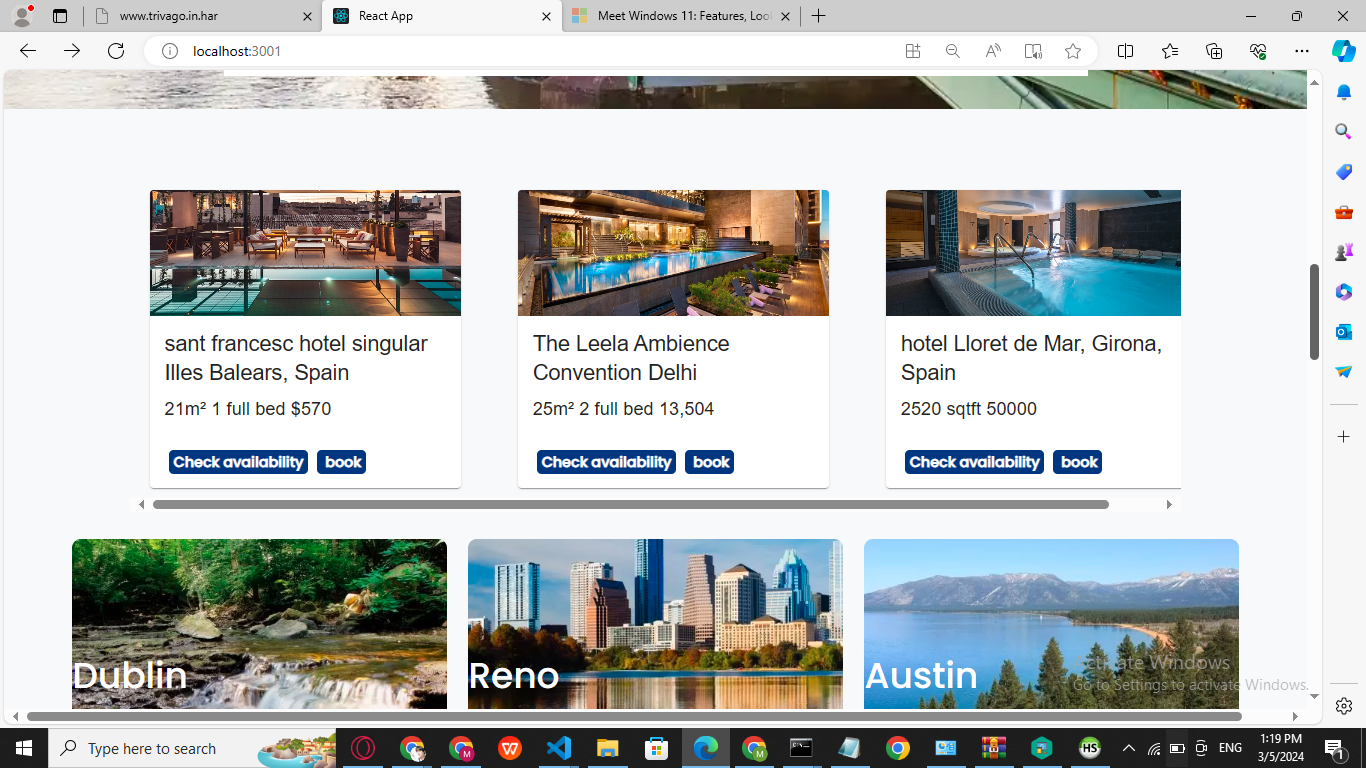 www.trivago.in.har
React App
Meet Windows 11: Features, Look
localhost:3001
sant francesc hotel singular
Illes Balears, Spain
21m² 1 full bed $570
Check availability
book
The Leela Ambience
Convention Delhi
25m² 2 full bed 13,504
Check availability
book
hotel Lloret de Mar, Girona,
Spain
2520 sqtft 50000
Check availability
book
Dublin
Reno
Austin
Activate Windows
Go to Settings to activate Windows.
Type here to search
ENG
1:19 PM
3/5/2024